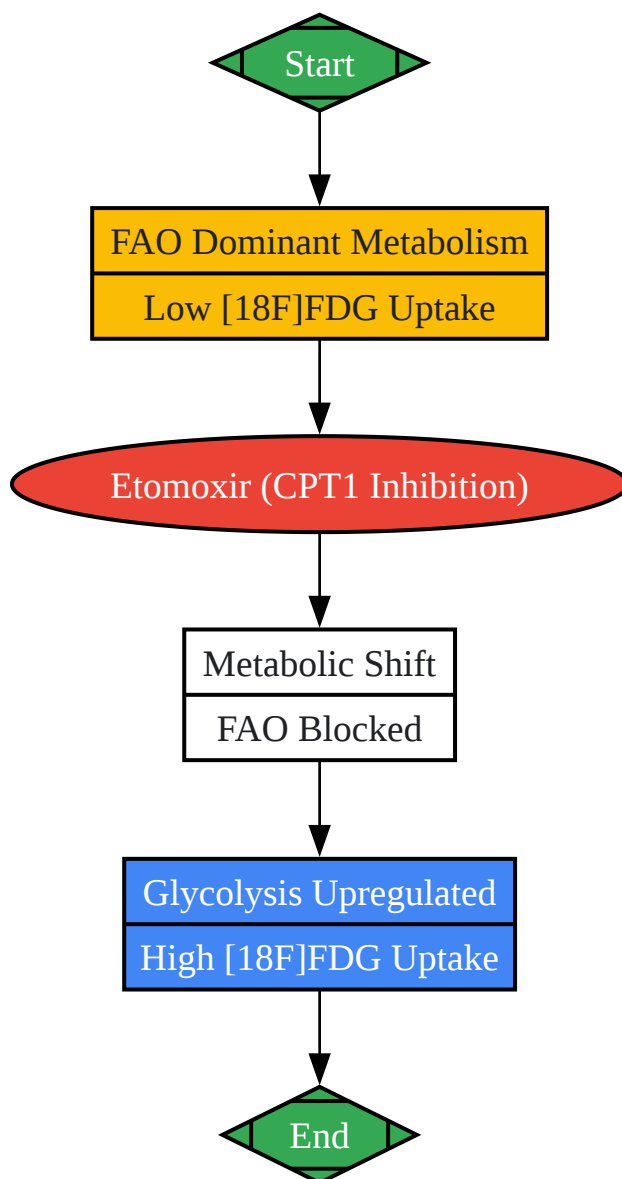 Start
FAO Dominant Metabolism
Low [18F]FDG Uptake
Etomoxir (CPT1 Inhibition)
Metabolic Shift
FAO Blocked
Glycolysis Upregulated
High [18F]FDG Uptake
End